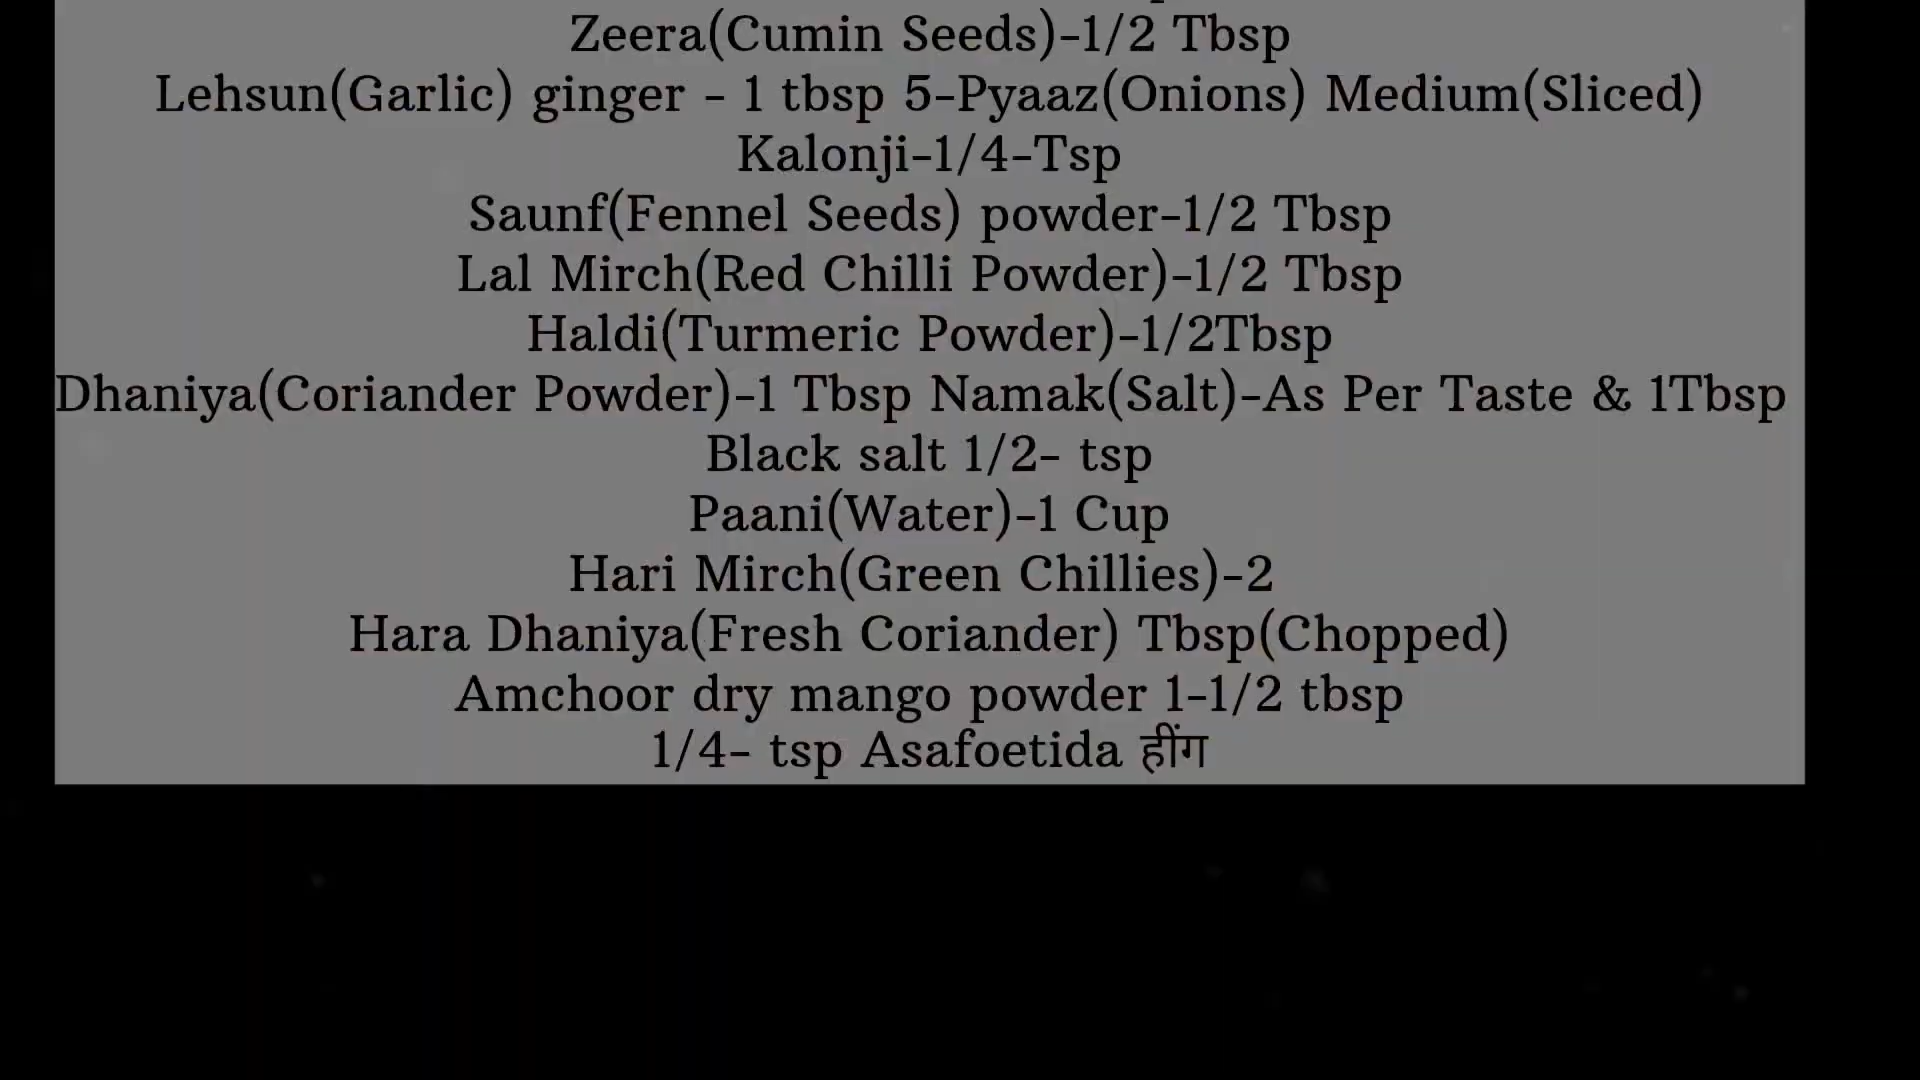 Zeera(Cumin Seeds)-1/2 Tbsp
Lehsun(Garlic) ginger - 1 tbsp 5-Pyaaz(Onions) Medium(Sliced)
Kalonji-1/4-Tsp
Saunf(Fennel Seeds) powder-1/2 Tbsp
Lal Mirch(Red Chilli Powder)-1/2 Tbsp
Haldi(Turmeric Powder)-1/2Tbsp
Dhaniya(Coriander Powder)-1 Tbsp Namak(Salt)-As Per Taste & 1Tbsp
Black salt 1/2- tsp
Paani(Water)-1 Cup
Hari Mirch(Green Chillies)-2
Hara Dhaniya(Fresh Coriander) Tbsp(Chopped)
Amchoor dry mango powder 1-1/2 tbsp
1/4- tsp Asafoetida हींग